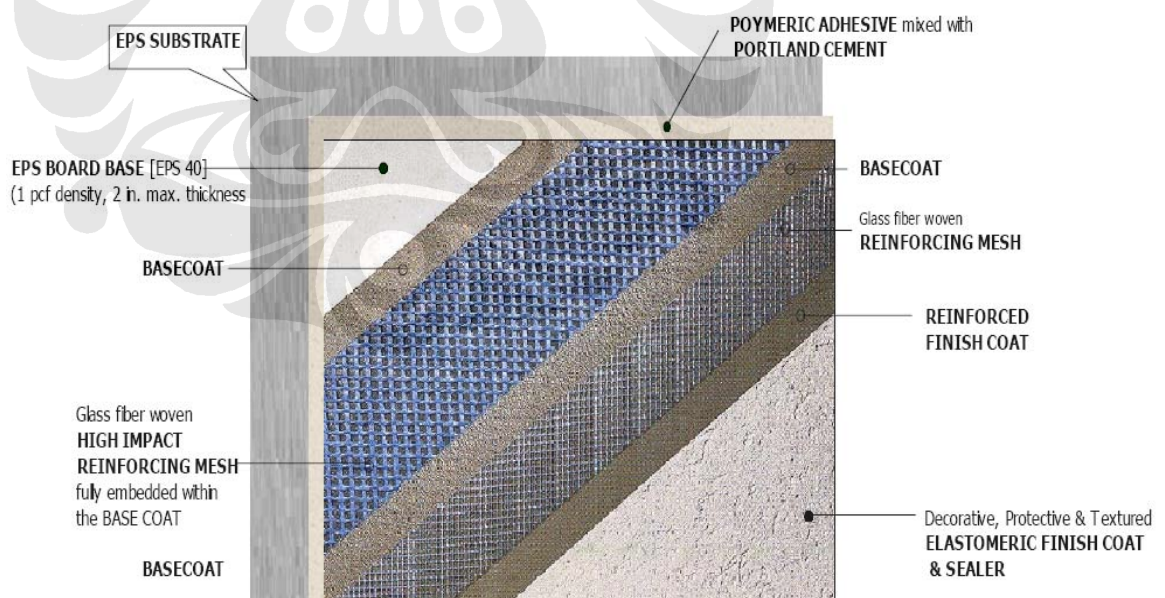 EPS SUBSTRATE
POYMERIC ADHESIVE mixed with
PORTLAND CEMENT
EPS BOARD BASE [EPS 40]
(1 pcf density, 2 in. max. thickness
BASECOAT
BASECOAT
Glass fiber woven
REINFORCING MESH
REINFORCED
FINISH COAT
Glass fiber woven
HIGH IMPACT
REINFORCING MESH
fully embedded within
the BASE COAT
BASECOAT
Decorative, Protective & Textured
ELASTOMERIC FINISH COAT
& SEALER